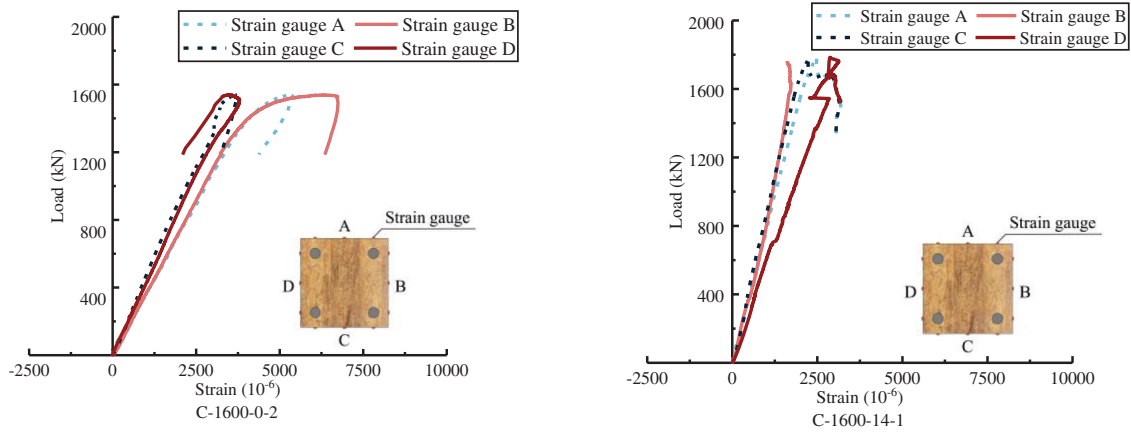 Strain gauge A
Strain gauge B
Strain gauge C
Strain gauge D
2000
1600
1200
800
400
Load (kN)
Strain gauge
A
D
B
C
-2500
0
2500
5000
7500
10000
Strain (10-6)
C-1600-0-2
Strain gauge A
Strain gauge B
Strain gauge C
Strain gauge D
2000
1600
1200
800
400
Load (kN)
Strain gauge
A
D
B
C
-2500
0
2500
5000
7500
10000
Strain (10-6)
C-1600-14-1